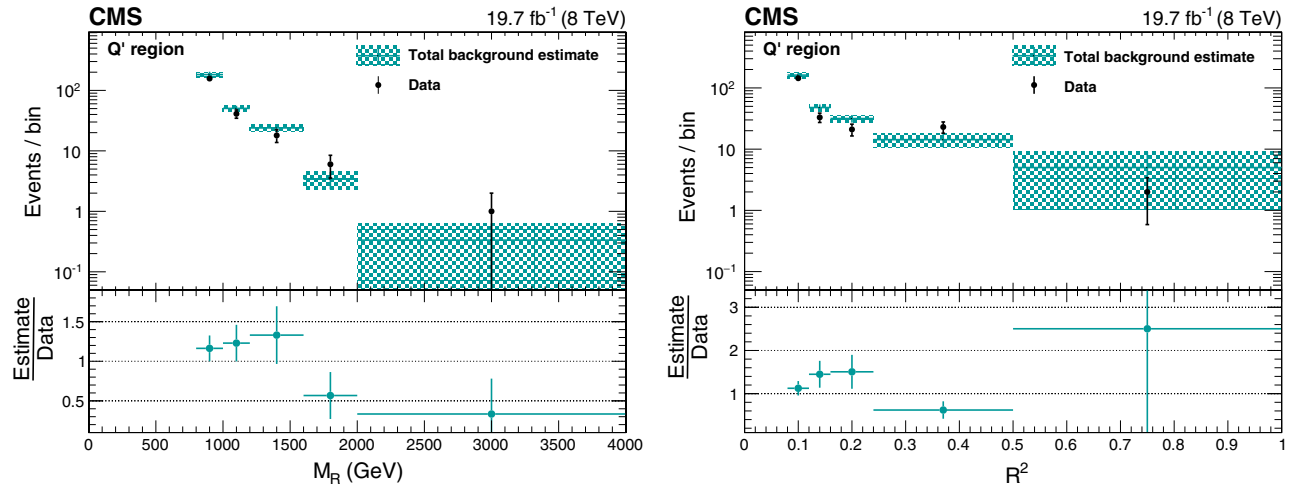 CMS
19.7 fb⁻¹ (8 TeV)
Q' region
Total background estimate
Data
Events / bin
10²
10
1
10⁻¹
Estimate
Data
1.5
1
0.5
0 500 1000 1500 2000 2500 3000 3500 4000
M_R (GeV)
CMS
19.7 fb⁻¹ (8 TeV)
Q' region
Total background estimate
Data
Events / bin
10²
10
1
10⁻¹
Estimate
Data
3
2
1
0 0.1 0.2 0.3 0.4 0.5 0.6 0.7 0.8 0.9 1
R²